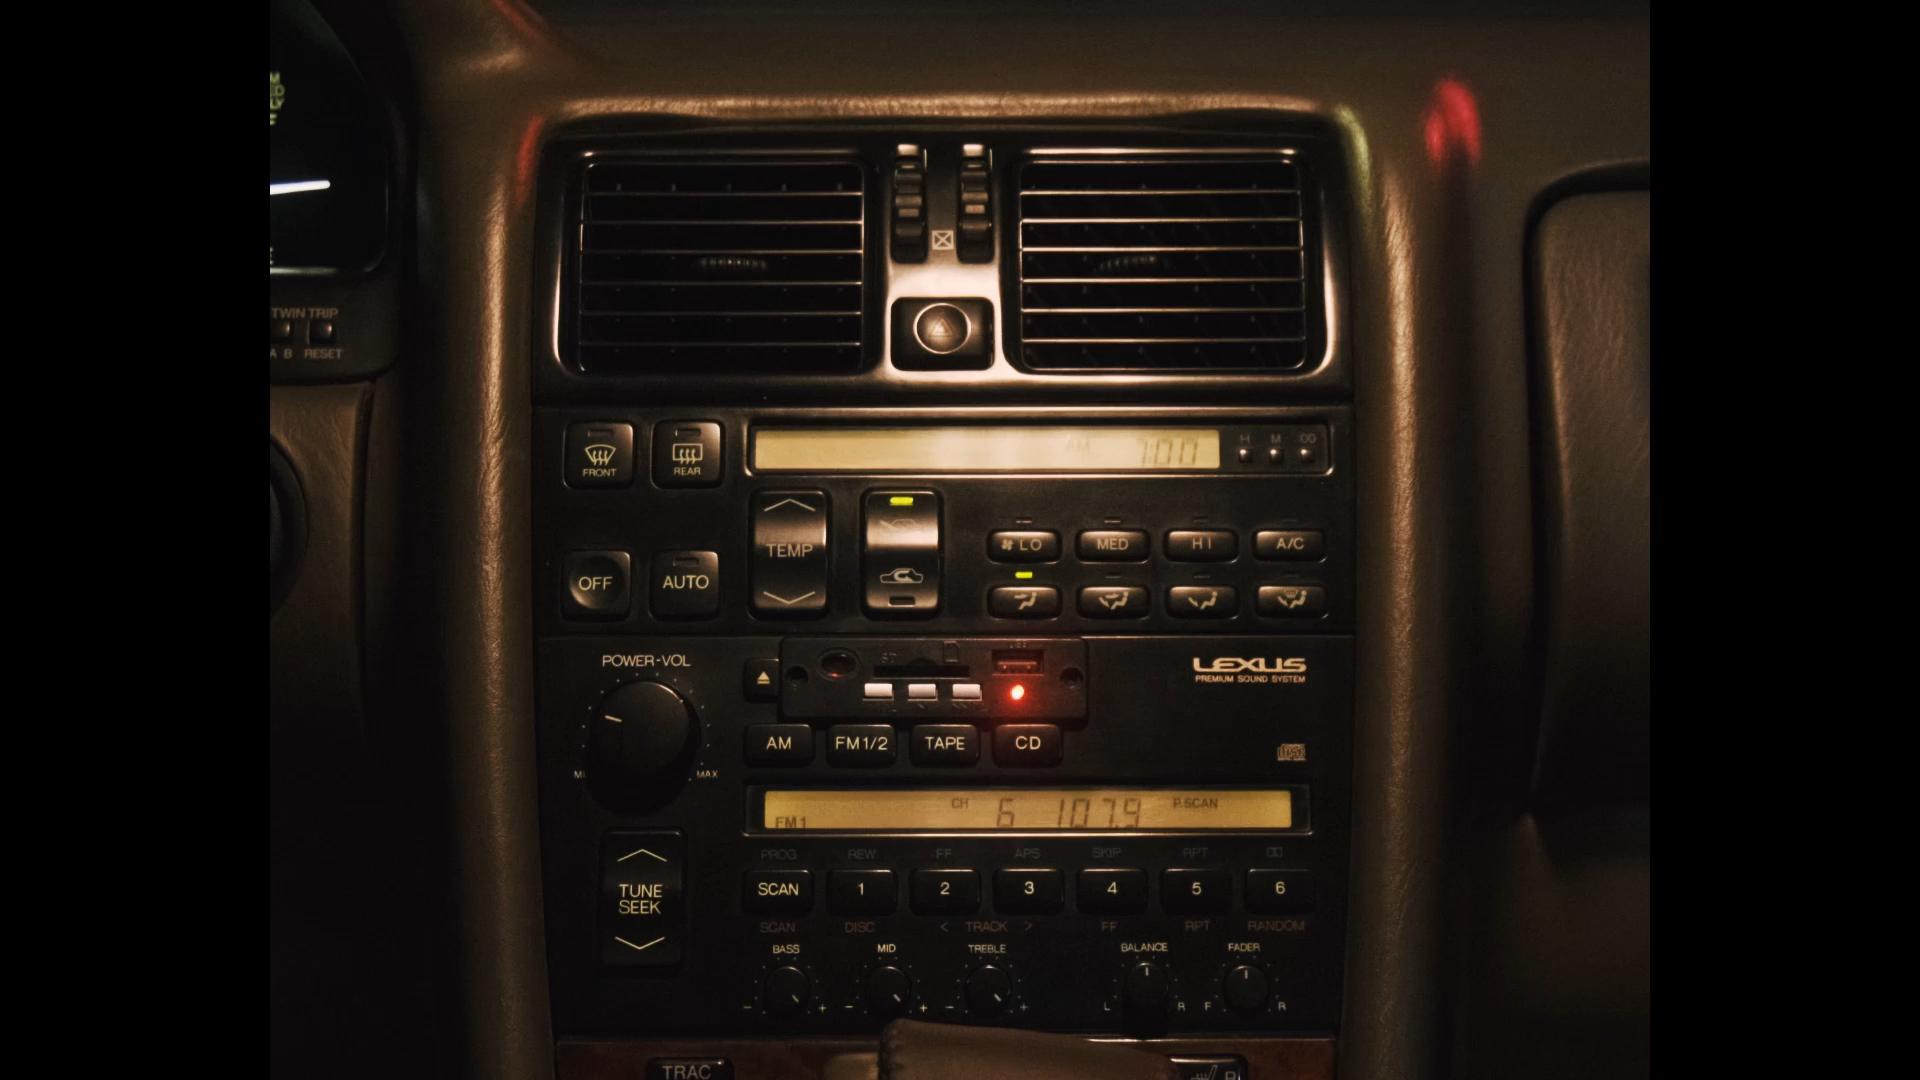 TWIN TRIP
A B RESET
FRONT
REAR
AM
H M :00
TEMP
LO
MED
HI
A/C
OFF
AUTO
POWER-VOL
MAX
ST
LEXUS
PREMIUM SOUND SYSTEM
AM
FM1/2
TAPE
CD
CH 6 107.9 P.SCAN
FM1
PROG REW FF APS SKIP RPT
SCAN 1 2 3 4 5 6
SCAN DISC < TRACK > FF RPT RANDOM
TUNE
SEEK
BASS MID TREBLE BALANCE FADER
- + - + - + L R F R
TRAC